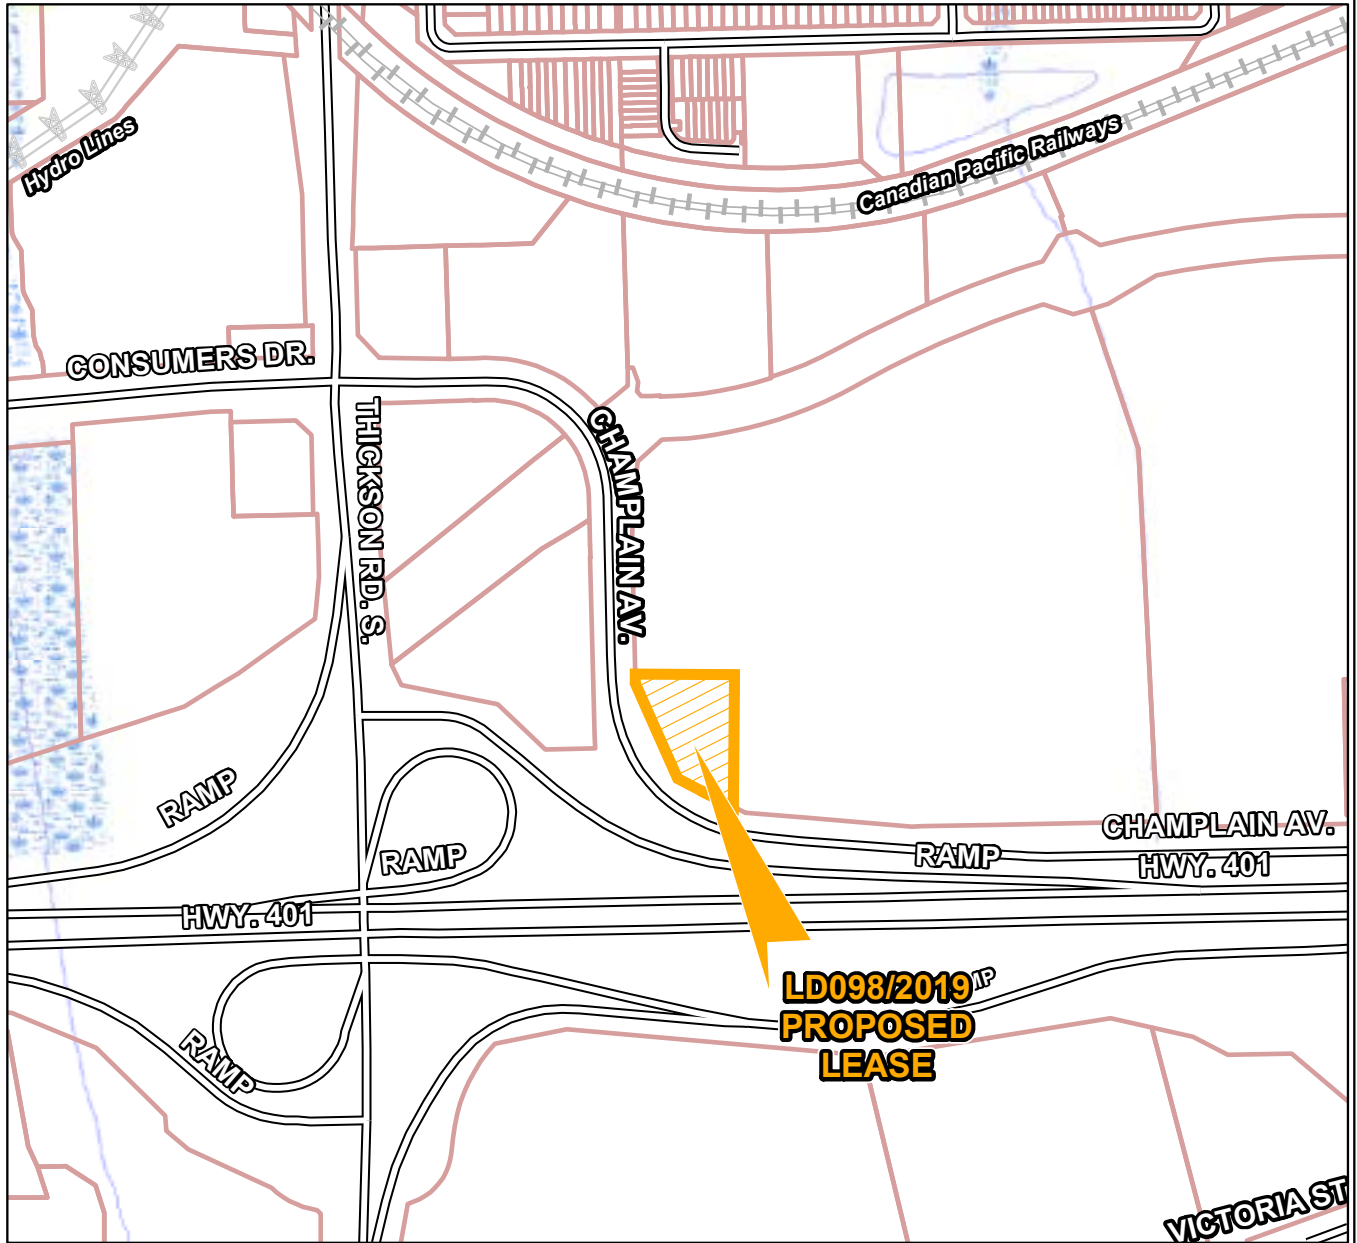 Hydro Lines
Canadian Pacific Railways
CONSUMERS DR.
THICKSON RD. S.
CHAMPLAIN AV.
RAMP
RAMP
RAMP
CHAMPLAIN AV.
HWY. 401
HWY. 401
LD098/2019
PROPOSED
LEASE
RAMP
VICTORIA ST